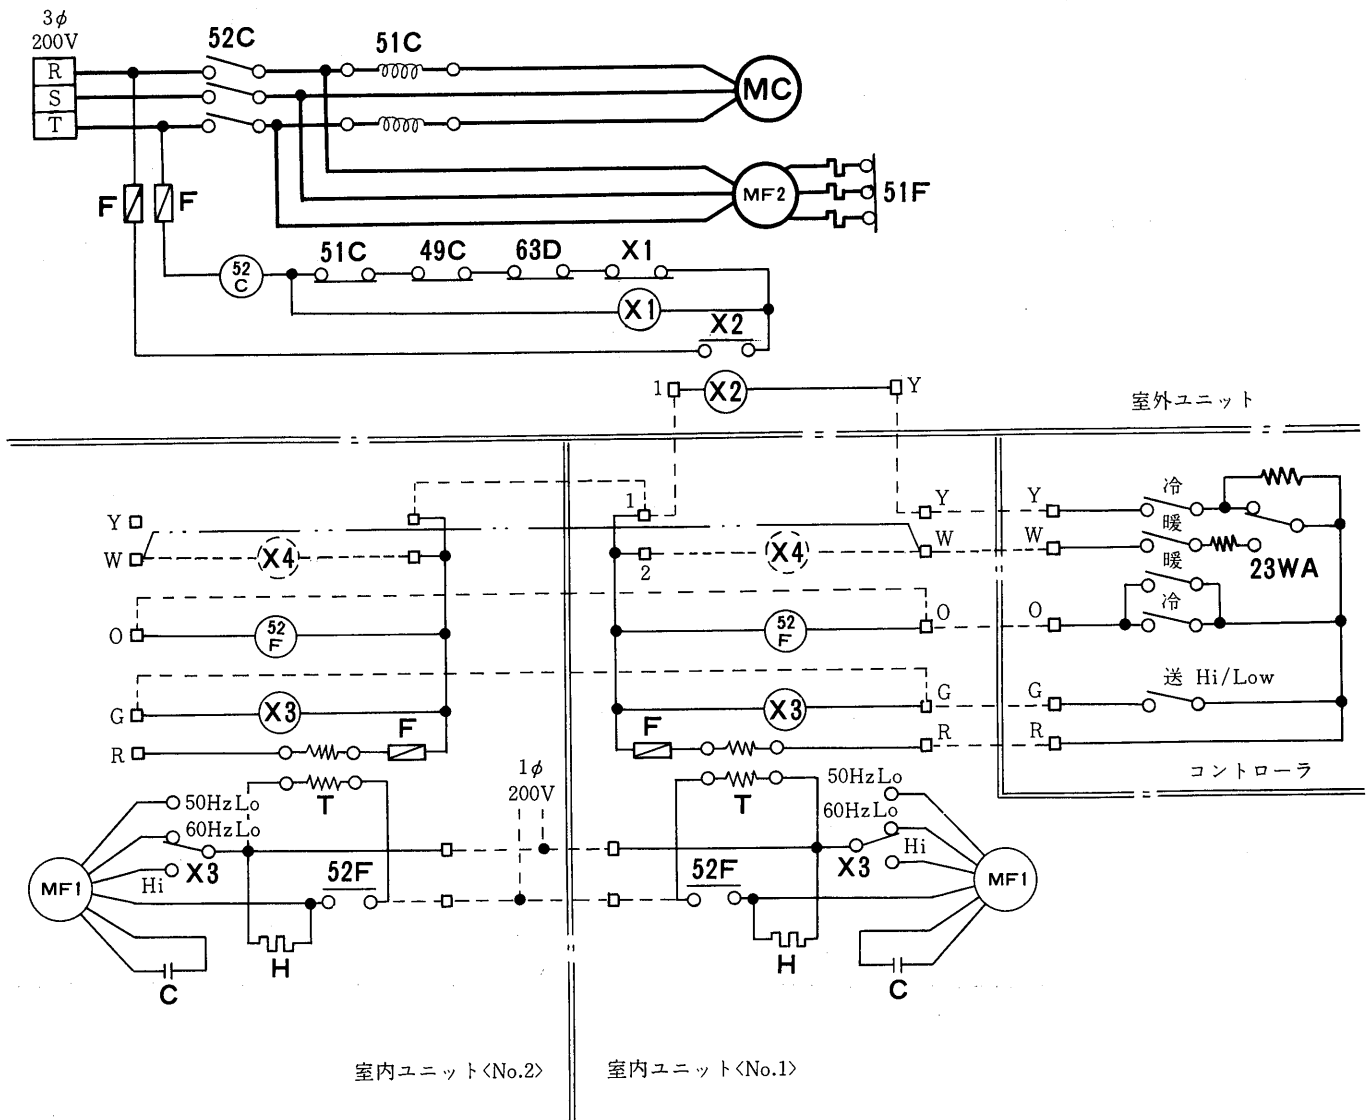 3φ
200V
R
S
T
52C
51C
MC
MF2
51F
F
F
52
C
51C
49C
63D
X1
X1
X2
1
X2
Y
室外ユニット
Y
W
X4
O
52
F
G
X3
R
F
T
50HzLo
60HzLo
Hi
X3
MF1
52F
H
C
1φ
200V
室内ユニット<No.2>
1
2
X4
Y
W
52
F
O
X3
G
F
R
T
50HzLo
60HzLo
Hi
X3
MF1
52F
H
C
室内ユニット<No.1>
Y
冷
W
暖
23WA
暖
O
冷
G
送 Hi/Low
R
コントローラ